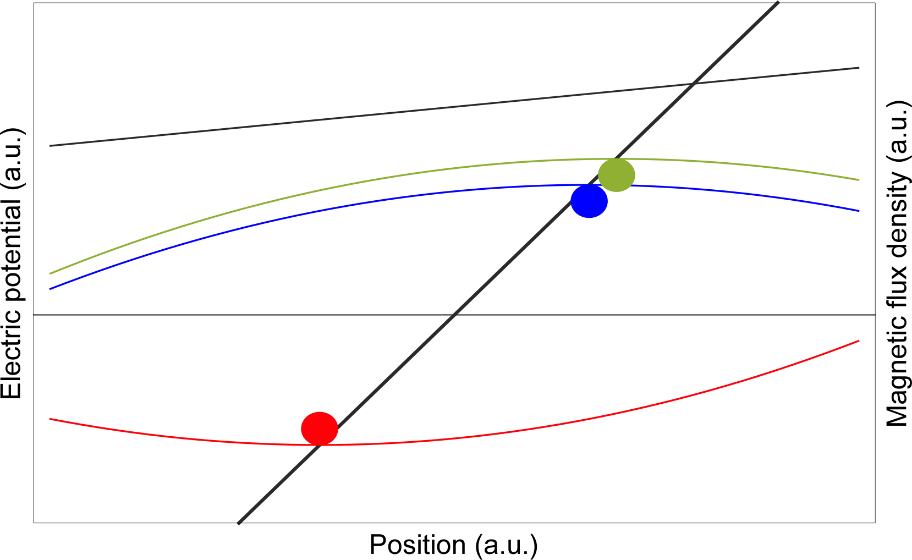 Electric potential (a.u.)
Magnetic flux density (a.u.)
Position (a.u.)